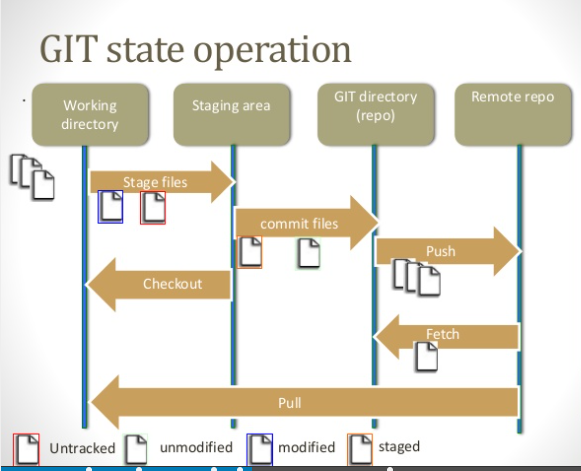 GIT state operation
Working
directory
Staging area
GIT directory
(repo)
Remote repo
Stage files
commit files
Push
Checkout
Fetch
Pull
Untracked
unmodified
modified
staged